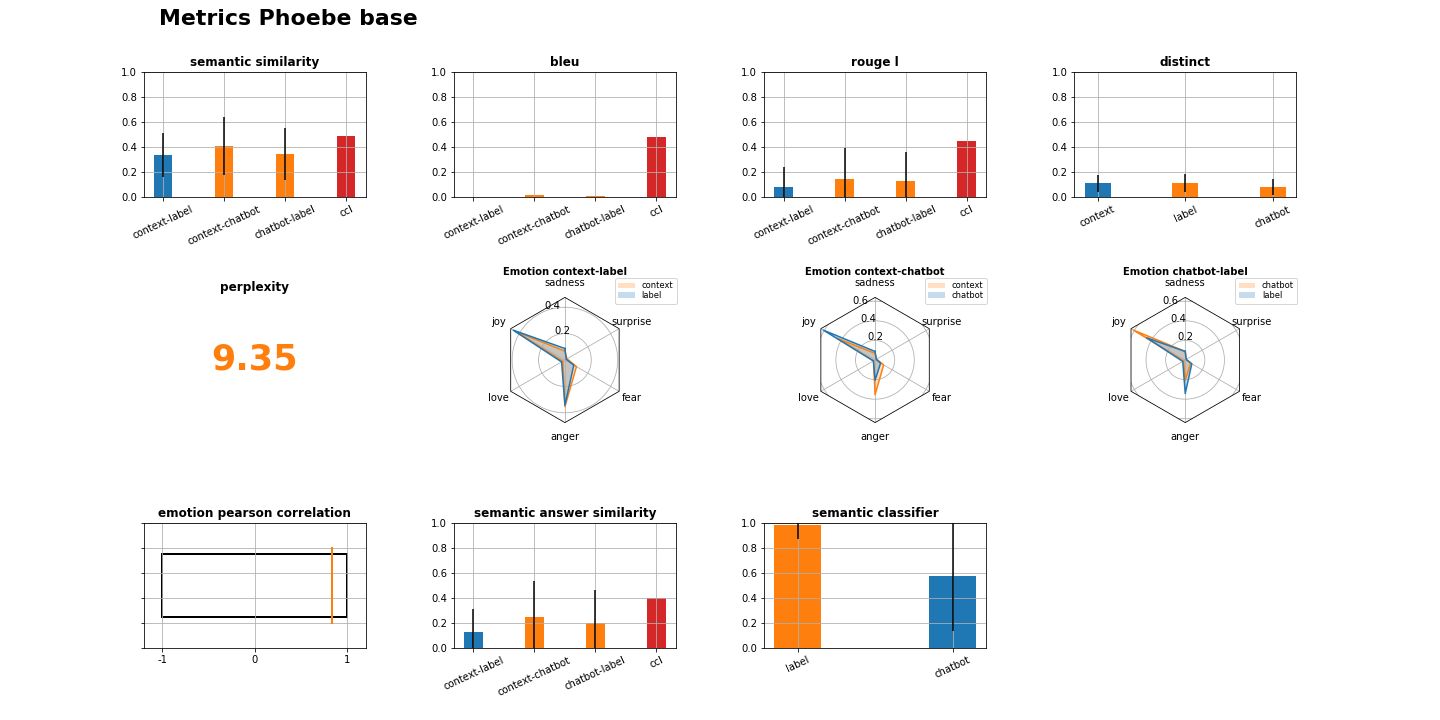 Metrics Phoebe base
semantic similarity
1.0
0.8
0.6
0.4
0.2
0.0
context-label
context-chatbot
chatbot-label
ccl
bleu
1.0
0.8
0.6
0.4
0.2
0.0
context-label
context-chatbot
chatbot-label
ccl
rouge l
1.0
0.8
0.6
0.4
0.2
0.0
context-label
context-chatbot
chatbot-label
ccl
distinct
1.0
0.8
0.6
0.4
0.2
0.0
context
label
chatbot
perplexity
9.35
Emotion context-label
sadness
context
label
0.4
joy
surprise
0.2
love
fear
anger
Emotion context-chatbot
sadness
context
chatbot
0.6
0.4
joy
surprise
0.2
love
fear
anger
Emotion chatbot-label
sadness
chatbot
label
0.6
0.4
joy
surprise
0.2
love
fear
anger
emotion pearson correlation
-1
0
1
semantic answer similarity
1.0
0.8
0.6
0.4
0.2
0.0
context-label
context-chatbot
chatbot-label
ccl
semantic classifier
1.0
0.8
0.6
0.4
0.2
0.0
label
chatbot